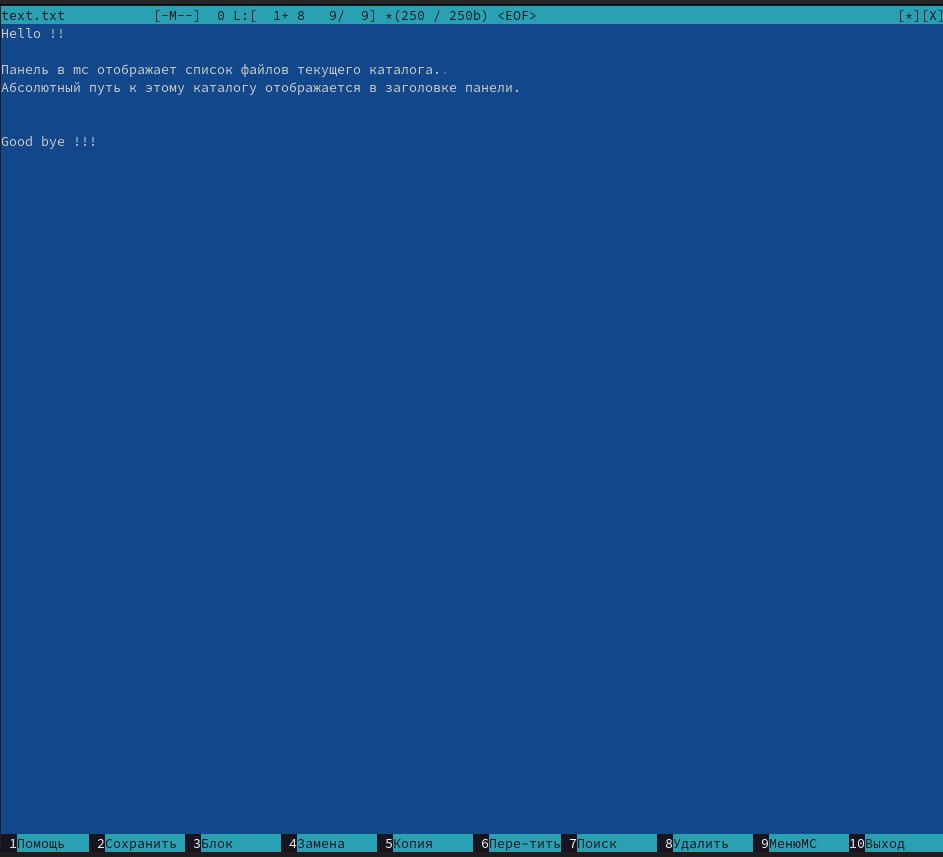 text.txt [-M--] 0 L:[ 1+ 8 9/ 9] *(250 / 250b) <EOF> [*][X]
Hello !!
Панель в mc отображает список файлов текущего каталога..
Абсолютный путь к этому каталогу отображается в заголовке панели.
Good bye !!!
1Помощь 2Сохранить 3Блок 4Замена 5Копия 6Пере~тить 7Поиск 8Удалить 9МенюMC 10Выход